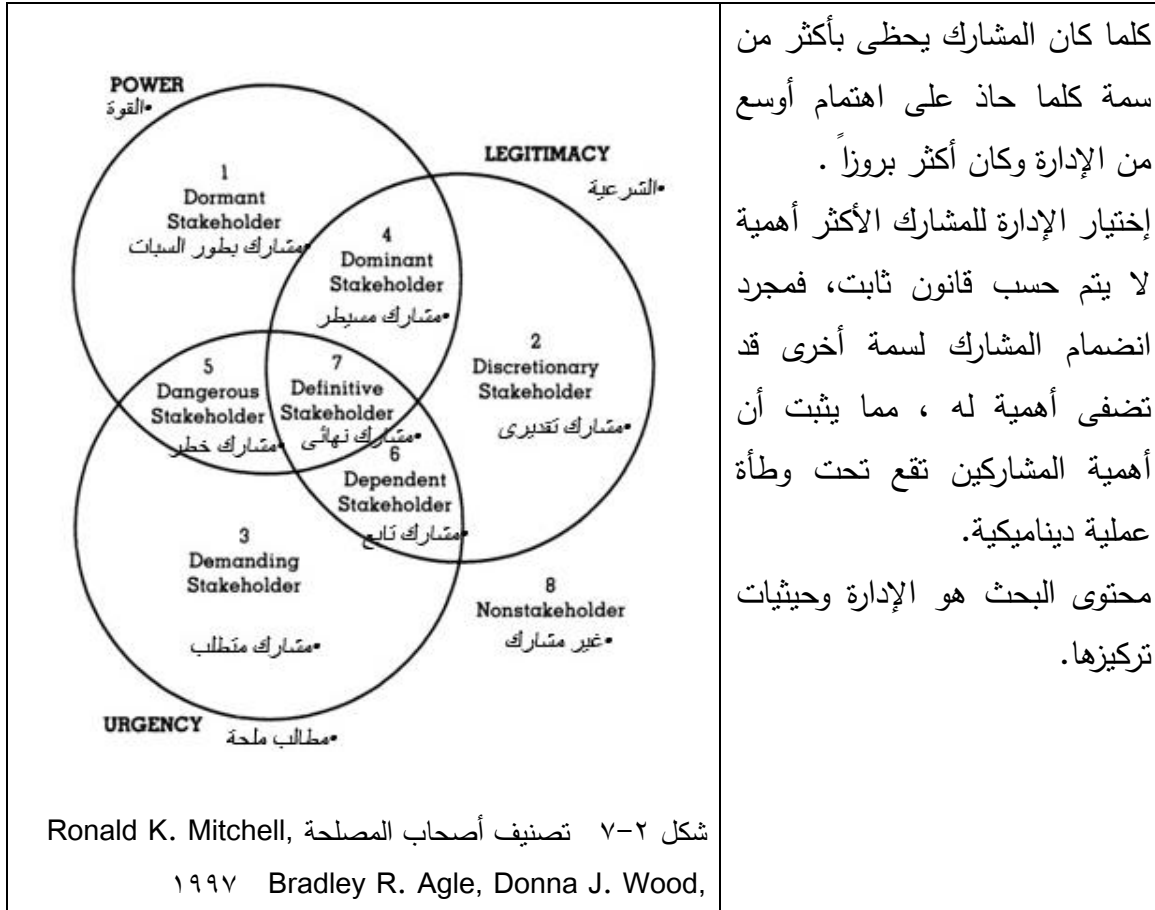 كلما كان المشارك يحظى بأكثر من
سمة كلما حاذ على اهتمام أوسع
من الإدارة وكان أكثر بروزاً .
إختيار الإدارة للمشارك الأكثر أهمية
لا يتم حسب قانون ثابت، فمجرد
انضمام المشارك لسمة أخرى قد
تضفى أهمية له ، مما يثبت أن
أهمية المشاركين تقع تحت وطأة
عملية ديناميكية.
محتوى البحث هو الإدارة وحيثيات
تركيزها.
POWER
•القوة
LEGITIMACY
•الشرعية
1
Dormant
Stakeholder
•مشارك بطور السبات
4
Dominant
Stakeholder
•مشارك مسيطر
2
Discretionary
Stakeholder
•مشارك تقديرى
5
Dangerous
Stakeholder
•مشارك خطر
7
Definitive
Stakeholder
•مشارك نهائى
6
Dependent
Stakeholder
•مشارك تابع
3
Demanding
Stakeholder
•مشارك متطلب
8
Nonstakeholder
•غير مشارك
URGENCY
•مطالب ملحة
شكل ٢-٧ تصنيف أصحاب المصلحة Ronald K. Mitchell,
Bradley R. Agle, Donna J. Wood, ١٩٩٧